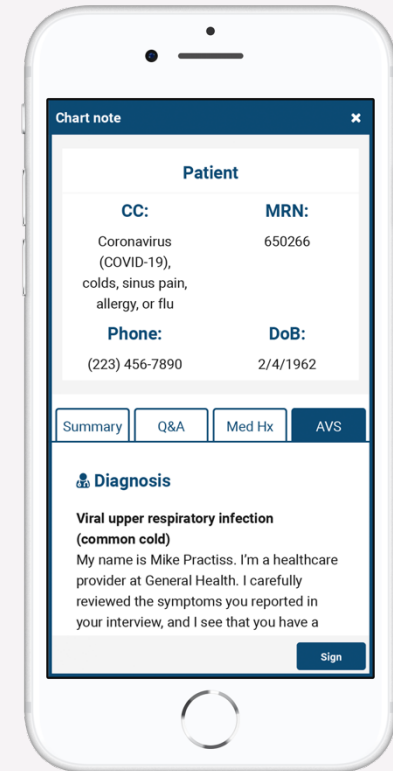 Chart note
Patient
CC:
Coronavirus
(COVID-19),
colds, sinus pain,
allergy, or flu
MRN:
650266
Phone:
(223) 456-7890
DoB:
2/4/1962
Summary
Q&A
Med Hx
AVS
Diagnosis
Viral upper respiratory infection
(common cold)
My name is Mike Practiss. I'm a healthcare
provider at General Health. I carefully
reviewed the symptoms you reported in
your interview, and I see that you have a
Sign